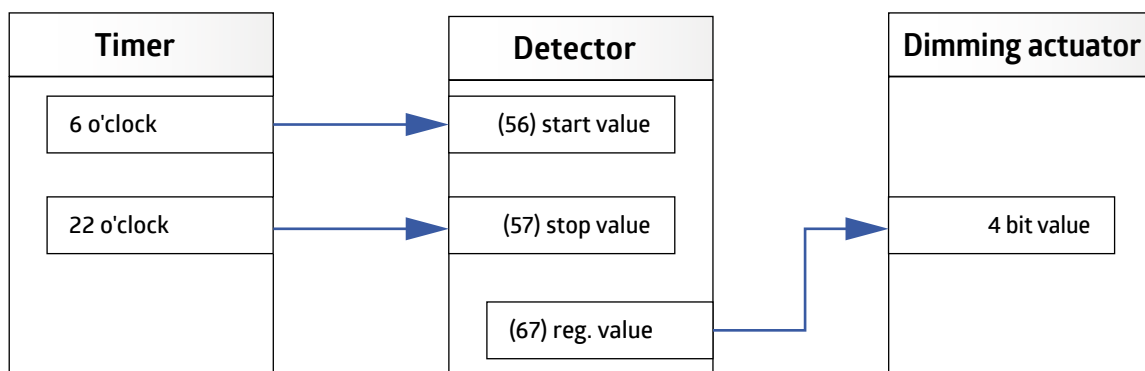 Timer
Detector
Dimming actuator
6 o'clock
(56) start value
22 o'clock
(57) stop value
4 bit value
(67) reg. value